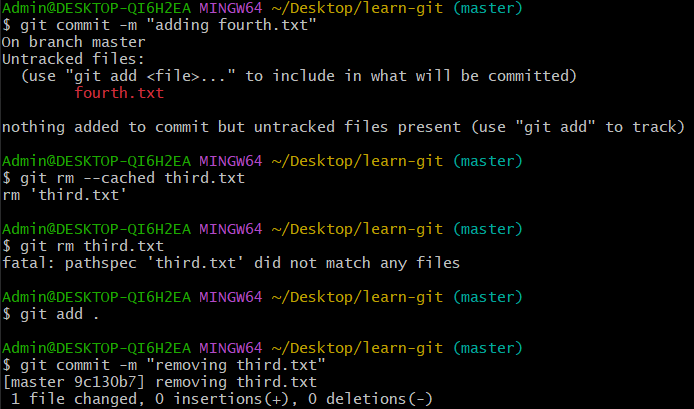 Admin@DESKTOP-QI6H2EA MINGW64 ~/Desktop/learn-git (master)
$ git commit -m "adding fourth.txt"
On branch master
Untracked files:
  (use "git add <file>..." to include in what will be committed)
        fourth.txt

nothing added to commit but untracked files present (use "git add" to track)

Admin@DESKTOP-QI6H2EA MINGW64 ~/Desktop/learn-git (master)
$ git rm --cached third.txt
rm 'third.txt'

Admin@DESKTOP-QI6H2EA MINGW64 ~/Desktop/learn-git (master)
$ git rm third.txt
fatal: pathspec 'third.txt' did not match any files

Admin@DESKTOP-QI6H2EA MINGW64 ~/Desktop/learn-git (master)
$ git add .

Admin@DESKTOP-QI6H2EA MINGW64 ~/Desktop/learn-git (master)
$ git commit -m "removing third.txt"
[master 9c130b7] removing third.txt
 1 file changed, 0 insertions(+), 0 deletions(-)